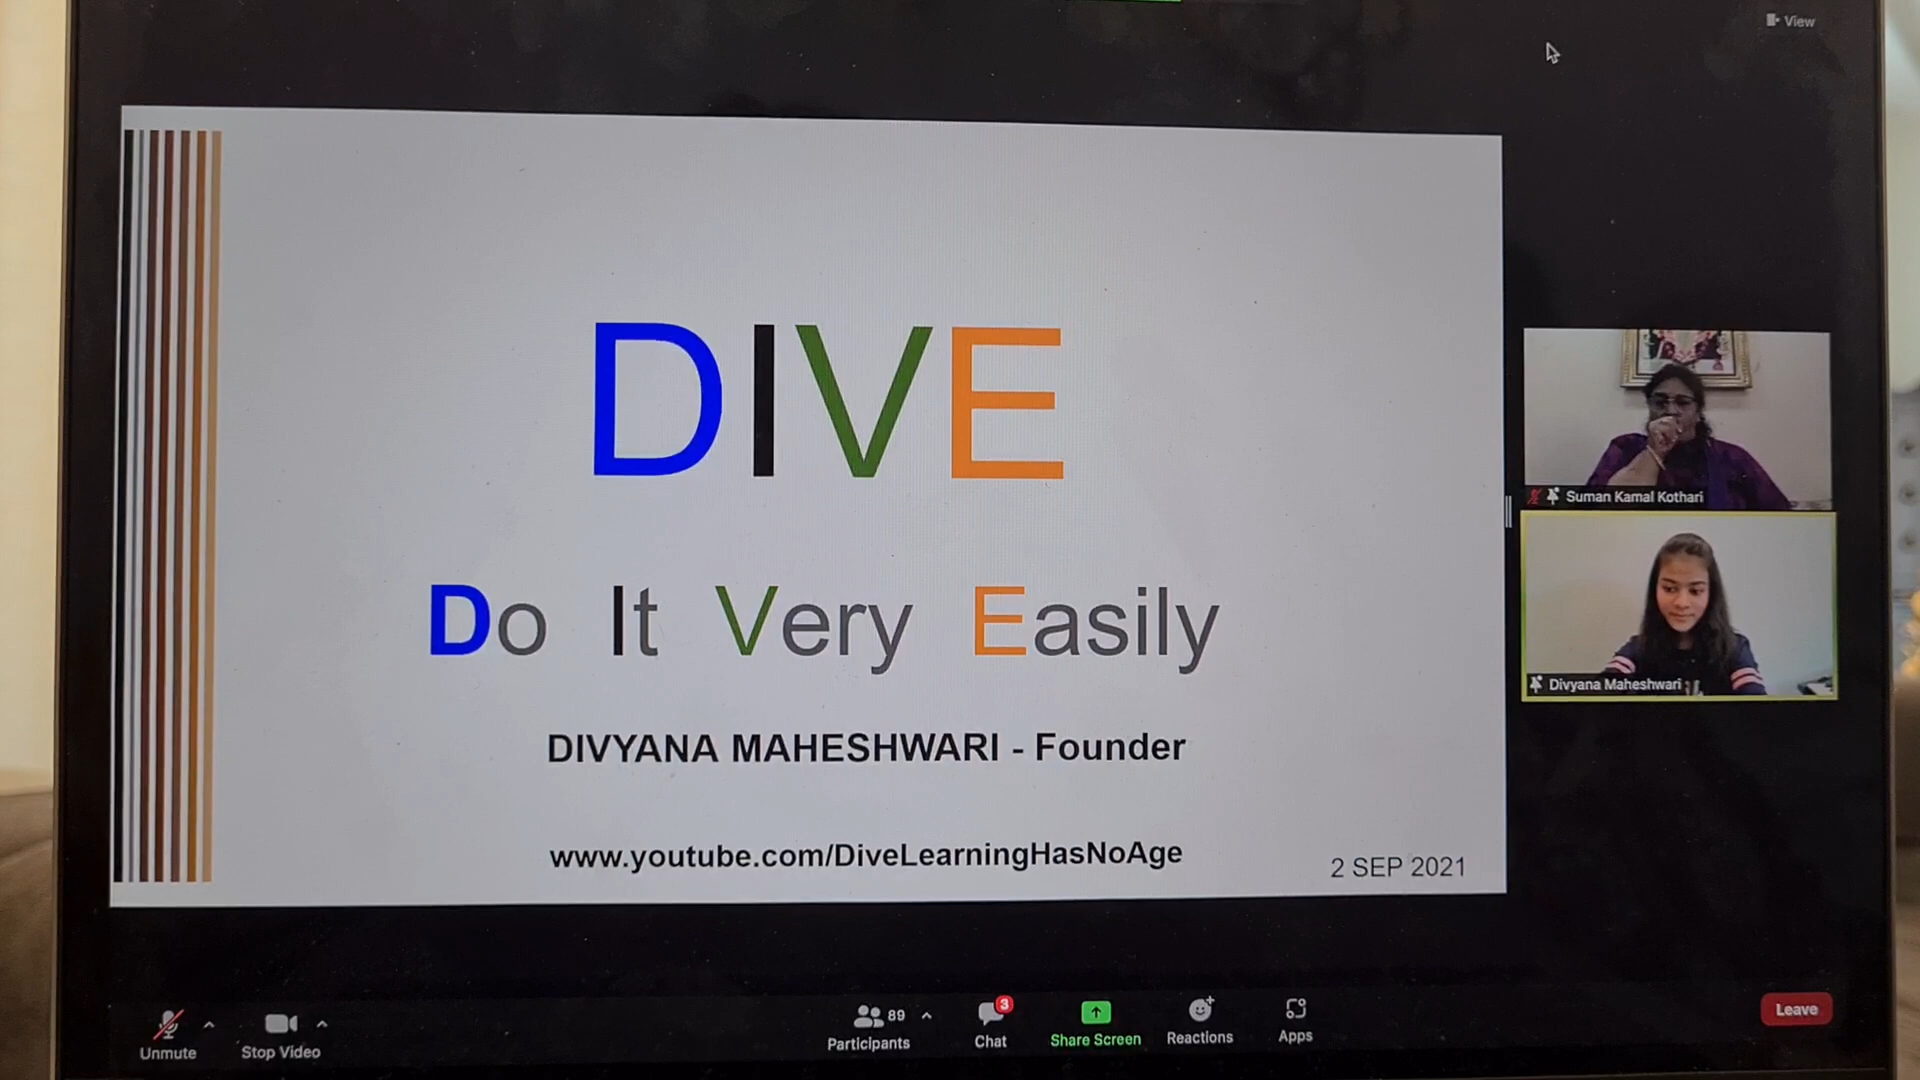 View
DIVE
Do It Very Easily
DIVYANA MAHESHWARI - Founder
www.youtube.com/DiveLearningHasNoAge
2 SEP 2021
Suman Kamal Kothari
Divyana Maheshwari
Unmute
Stop Video
89
Participants
3
Chat
Share Screen
Reactions
Apps
Leave